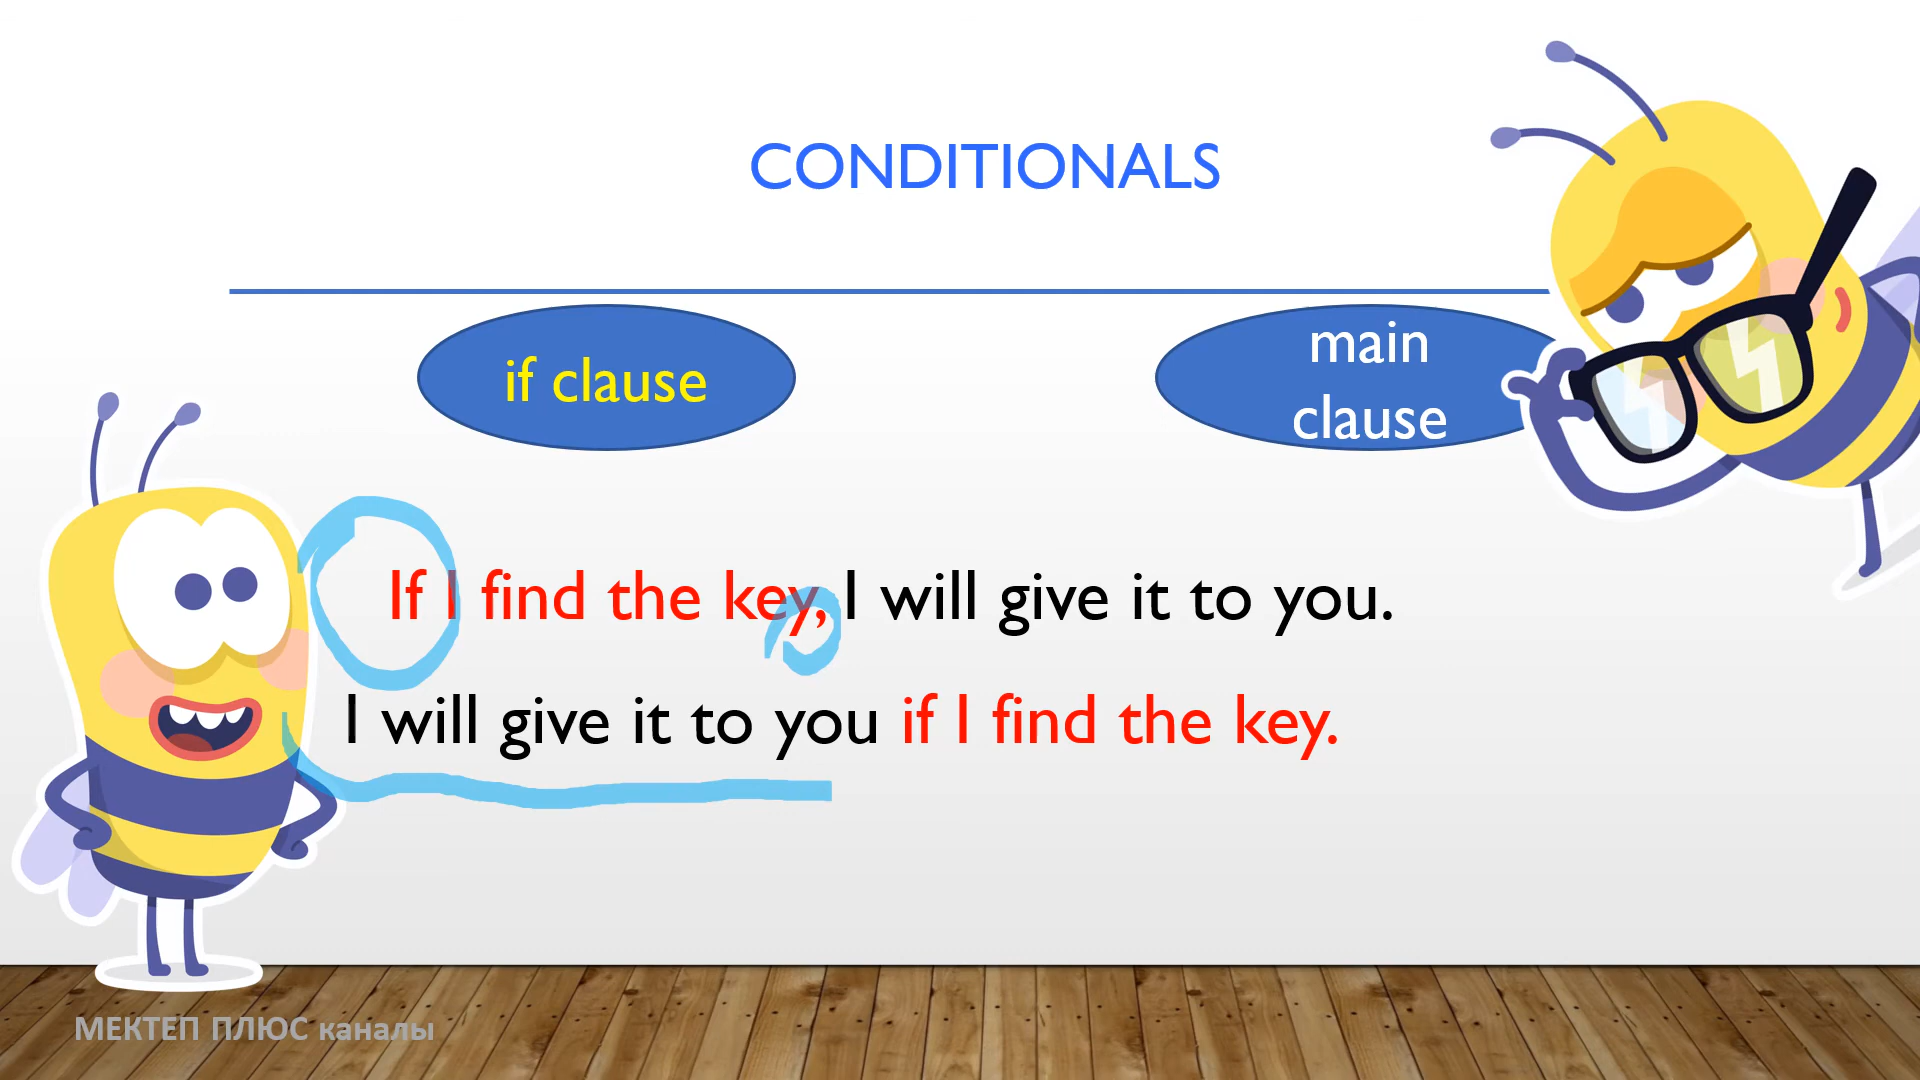 CONDITIONALS
if clause
main
clause
If I find the key, I will give it to you.
I will give it to you if I find the key.
МЕКТЕП ПЛЮС каналы